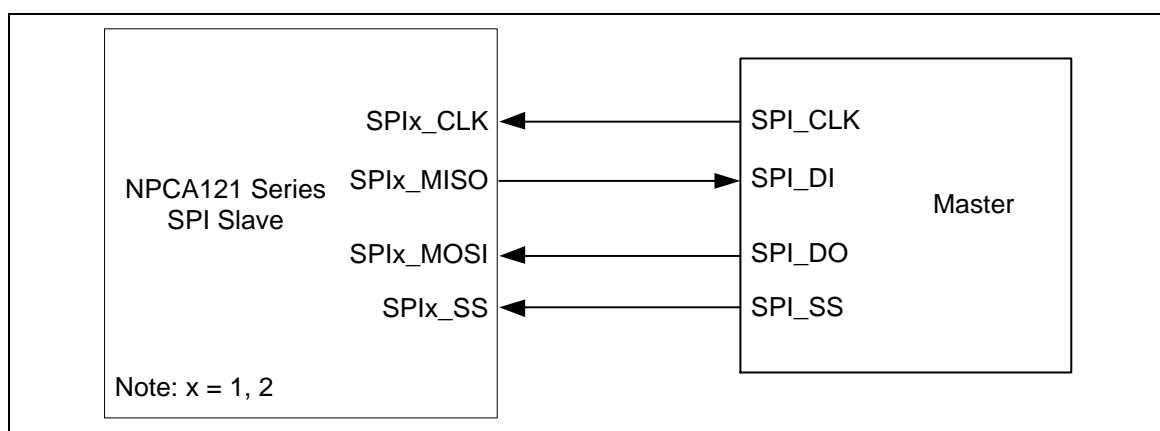 SPIx_CLK
SPI_CLK
NPCA121 Series
SPI Slave
SPIx_MISO
SPI_DI
Master
SPIx_MOSI
SPI_DO
SPIx_SS
SPI_SS
Note: x = 1, 2